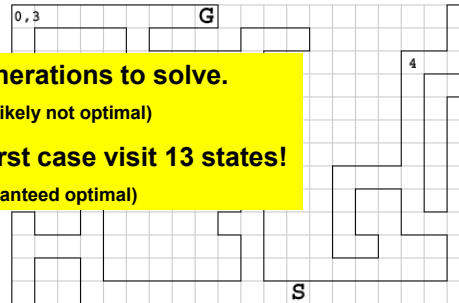 0,3
G
4
nerations to solve.
ikely not optimal)
rst case visit 13 states!
anteed optimal)
S